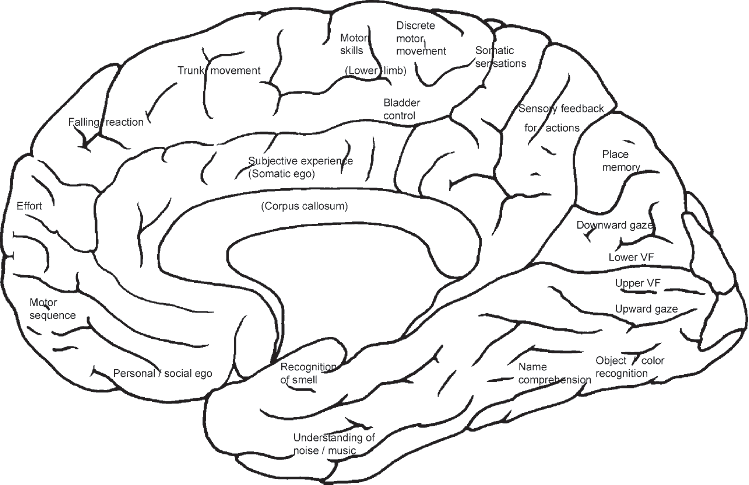 Discrete
motor
movement
Motor
skills
(Lower limb)
Somatic
sensations
Trunk movement
Bladder
control
Sensory feedback
for actions
Falling reaction
Place
memory
Subjective experience
(Somatic ego)
Effort
(Corpus callosum)
Downward gaze
Lower VF
Upper VF
Upward gaze
Motor
sequence
Personal / social ego
Recognition
of smell
Name
comprehension
Object / color
recognition
Understanding of
noise / music